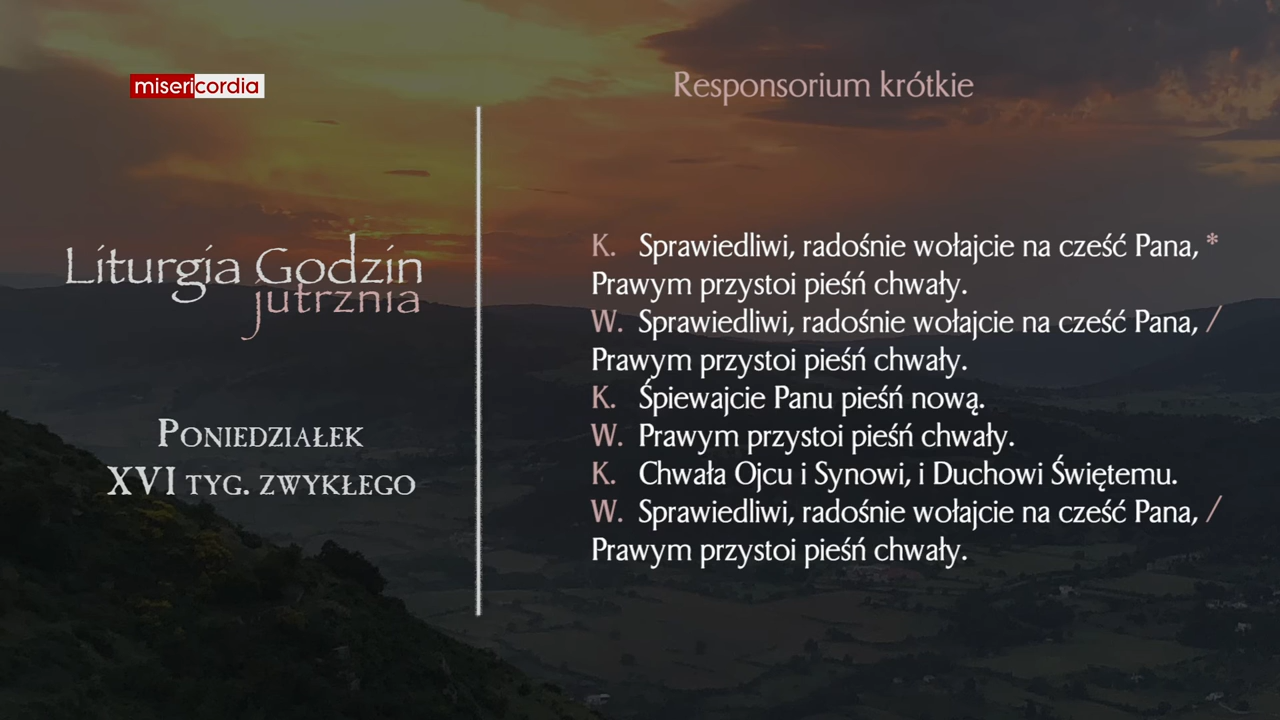 misericordia
Liturgia Godzin
jutrznia
Poniedziałek
XVI tyg. zwykłego
Responsorium krótkie
K. Sprawiedliwi, radośnie wołajcie na cześć Pana, *
Prawym przystoi pieśń chwały.
W. Sprawiedliwi, radośnie wołajcie na cześć Pana, /
Prawym przystoi pieśń chwały.
K. Śpiewajcie Panu pieśń nową.
W. Prawym przystoi pieśń chwały.
K. Chwała Ojcu i Synowi, i Duchowi Świętemu.
W. Sprawiedliwi, radośnie wołajcie na cześć Pana, /
Prawym przystoi pieśń chwały.